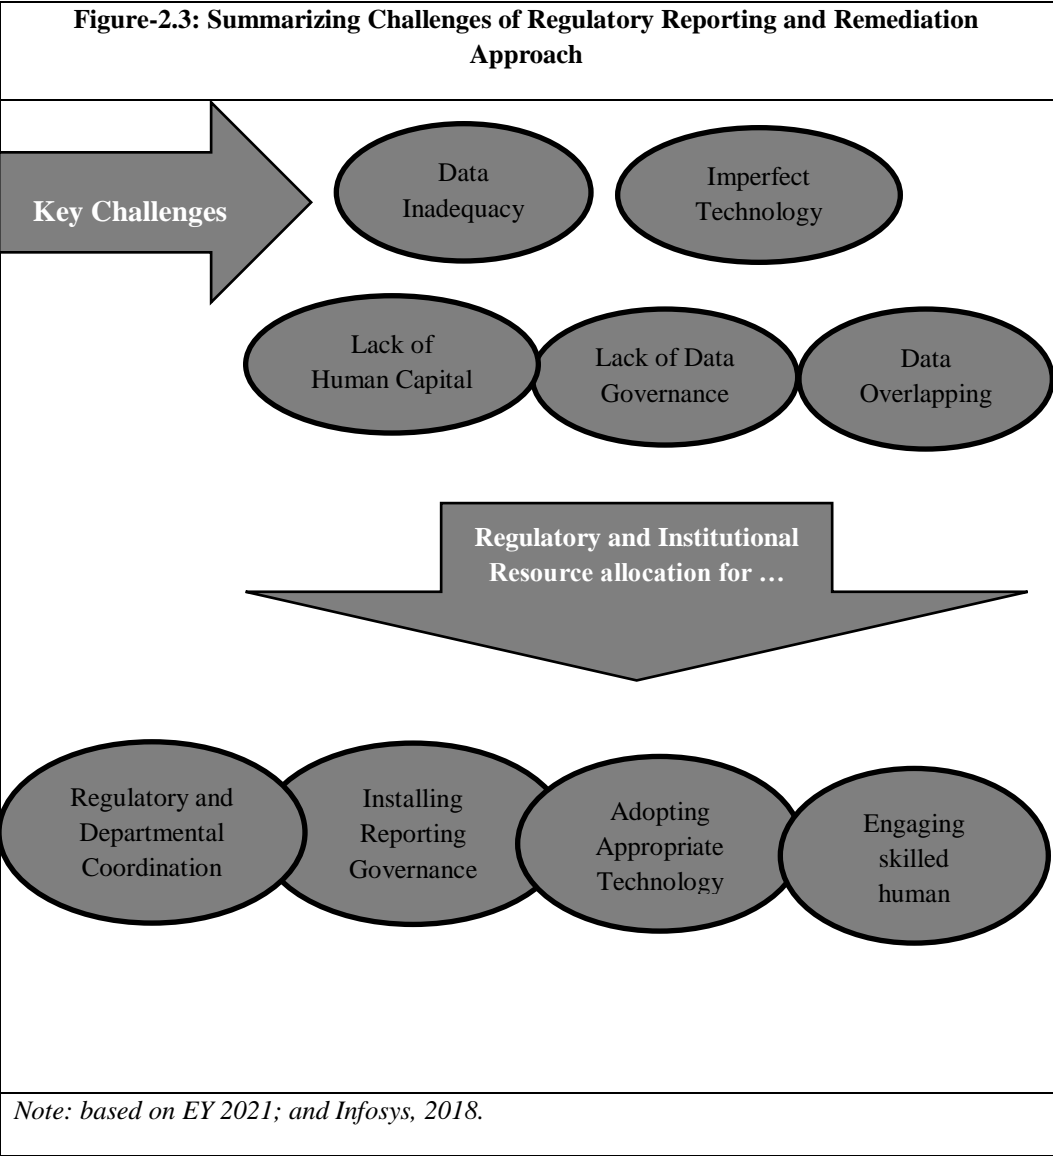 Figure-2.3: Summarizing Challenges of Regulatory Reporting and Remediation
Approach
Key Challenges
Data
Inadequacy
Imperfect
Technology
Lack of
Human Capital
Lack of Data
Governance
Data
Overlapping
Regulatory and Institutional
Resource allocation for …
Regulatory and
Departmental
Coordination
Installing
Reporting
Governance
Adopting
Appropriate
Technology
Engaging
skilled
human
Note: based on EY 2021; and Infosys, 2018.